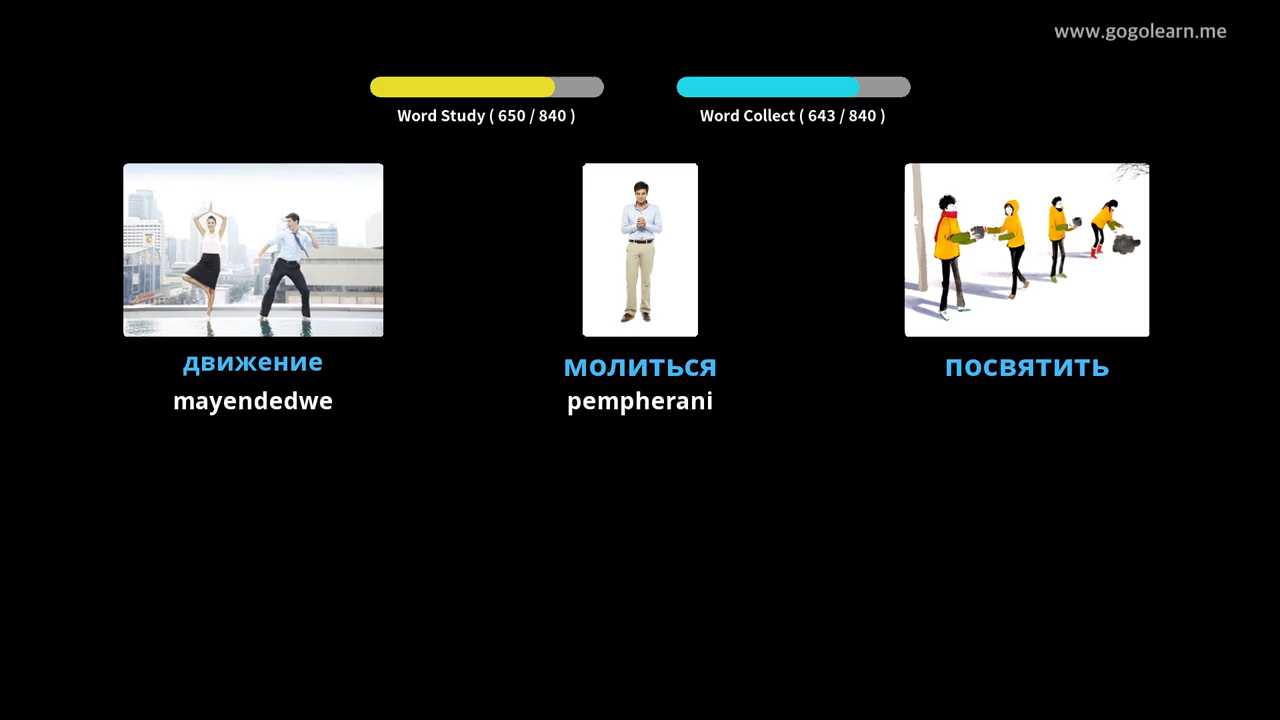 www.gogolearn.me
Word Study ( 650 / 840 )
Word Collect ( 643 / 840 )
движение
молиться
посвятить
mayendedwe
pempherani